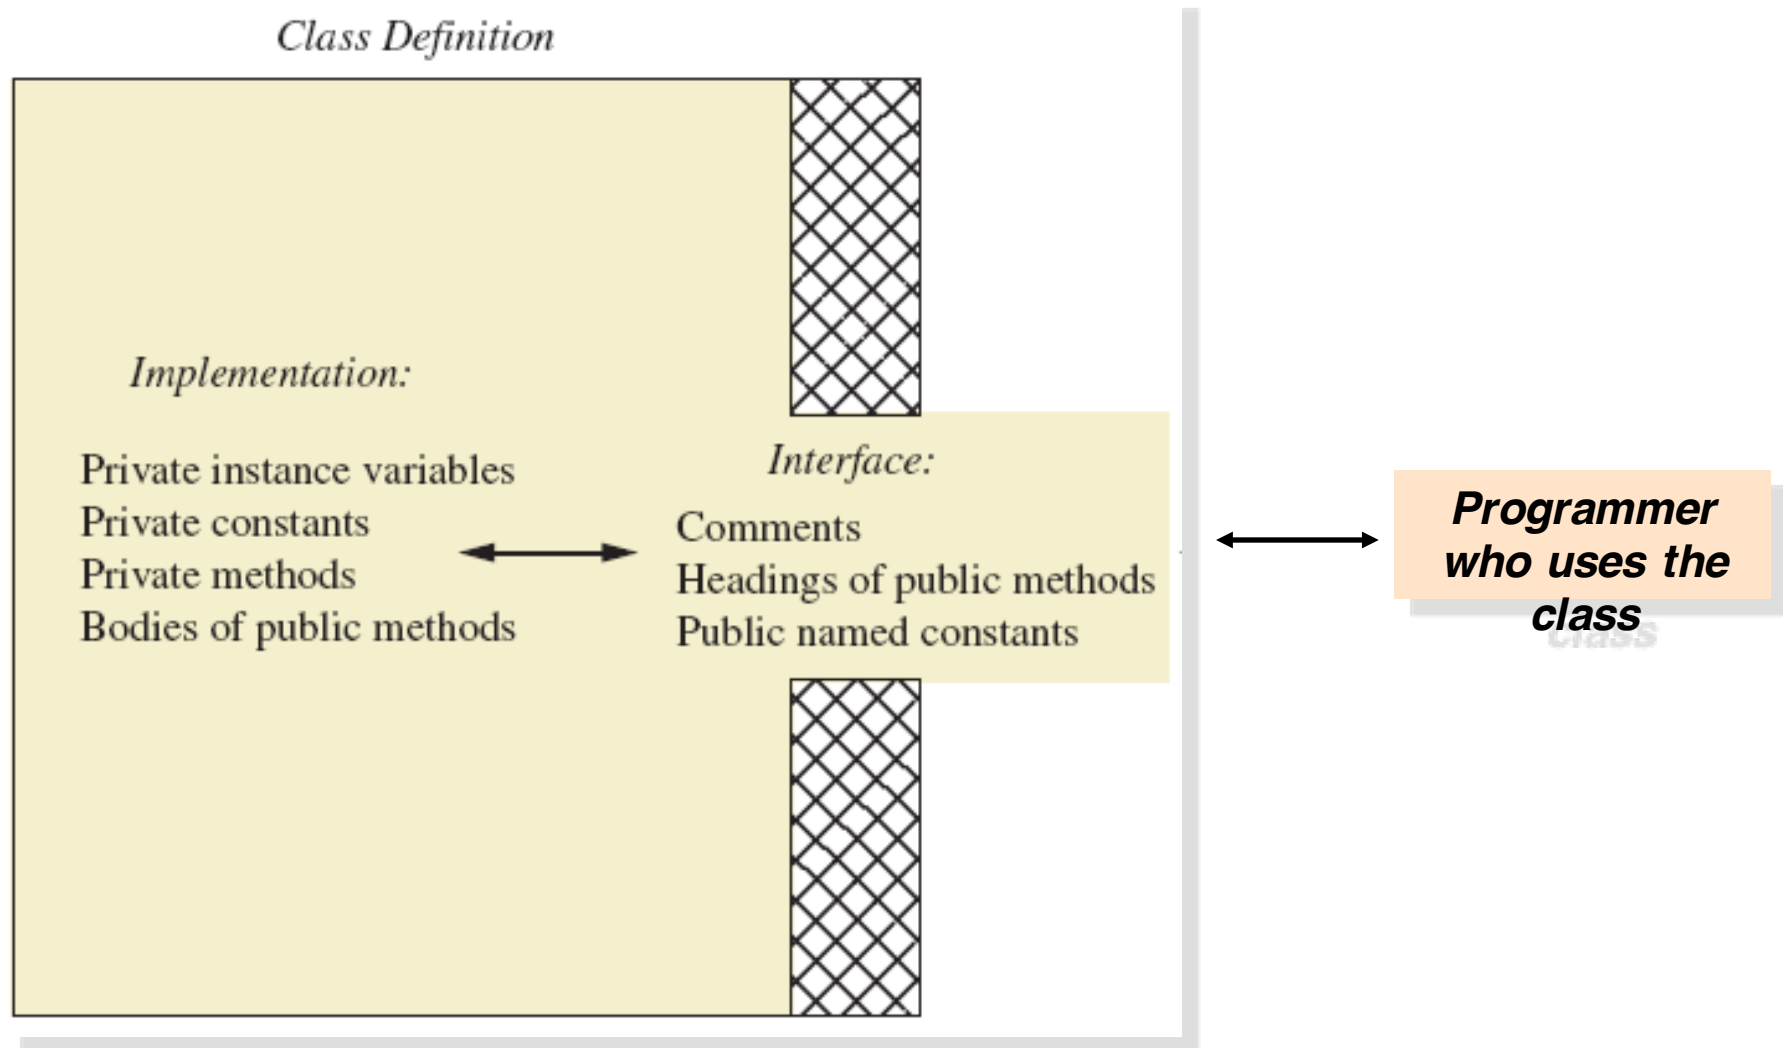 Class Definition
Implementation:
Private instance variables
Private constants
Private methods
Bodies of public methods
Interface:
Comments
Headings of public methods
Public named constants
Programmer
who uses the
class